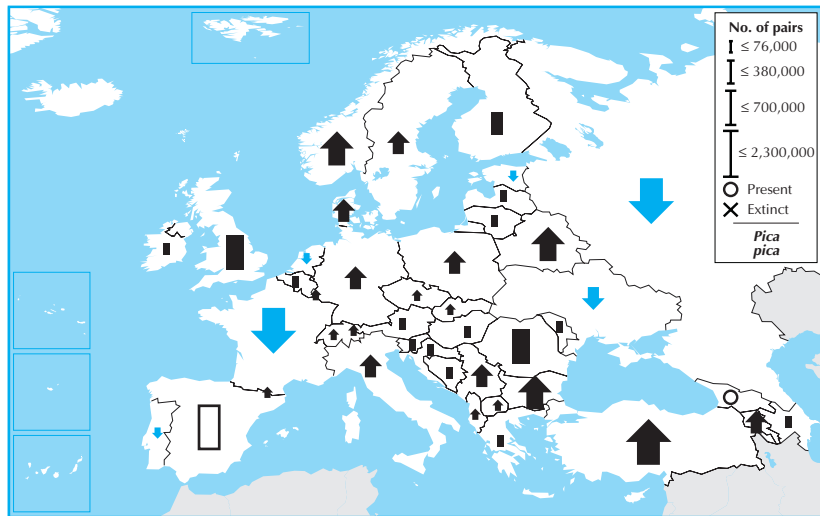 No. of pairs
≤ 76,000
≤ 380,000
≤ 700,000
≤ 2,300,000
Present
Extinct
Pica
pica